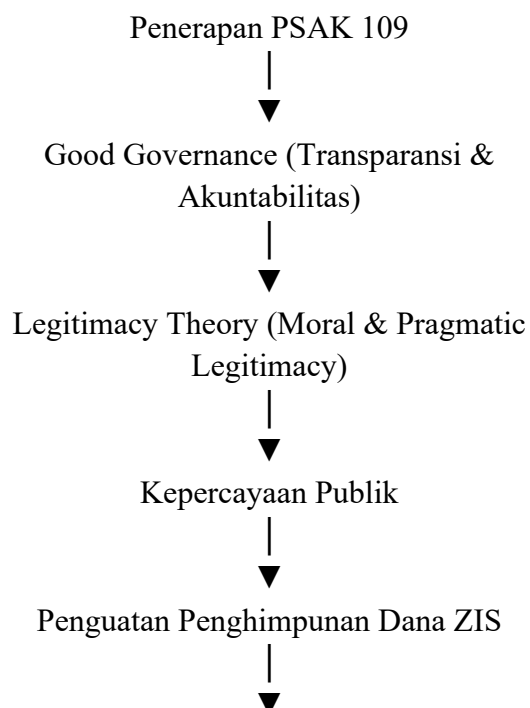 Penerapan PSAK 109
Good Governance (Transparansi &
Akuntabilitas)
Legitimacy Theory (Moral & Pragmatic
Legitimacy)
Kepercayaan Publik
Penguatan Penghimpunan Dana ZIS